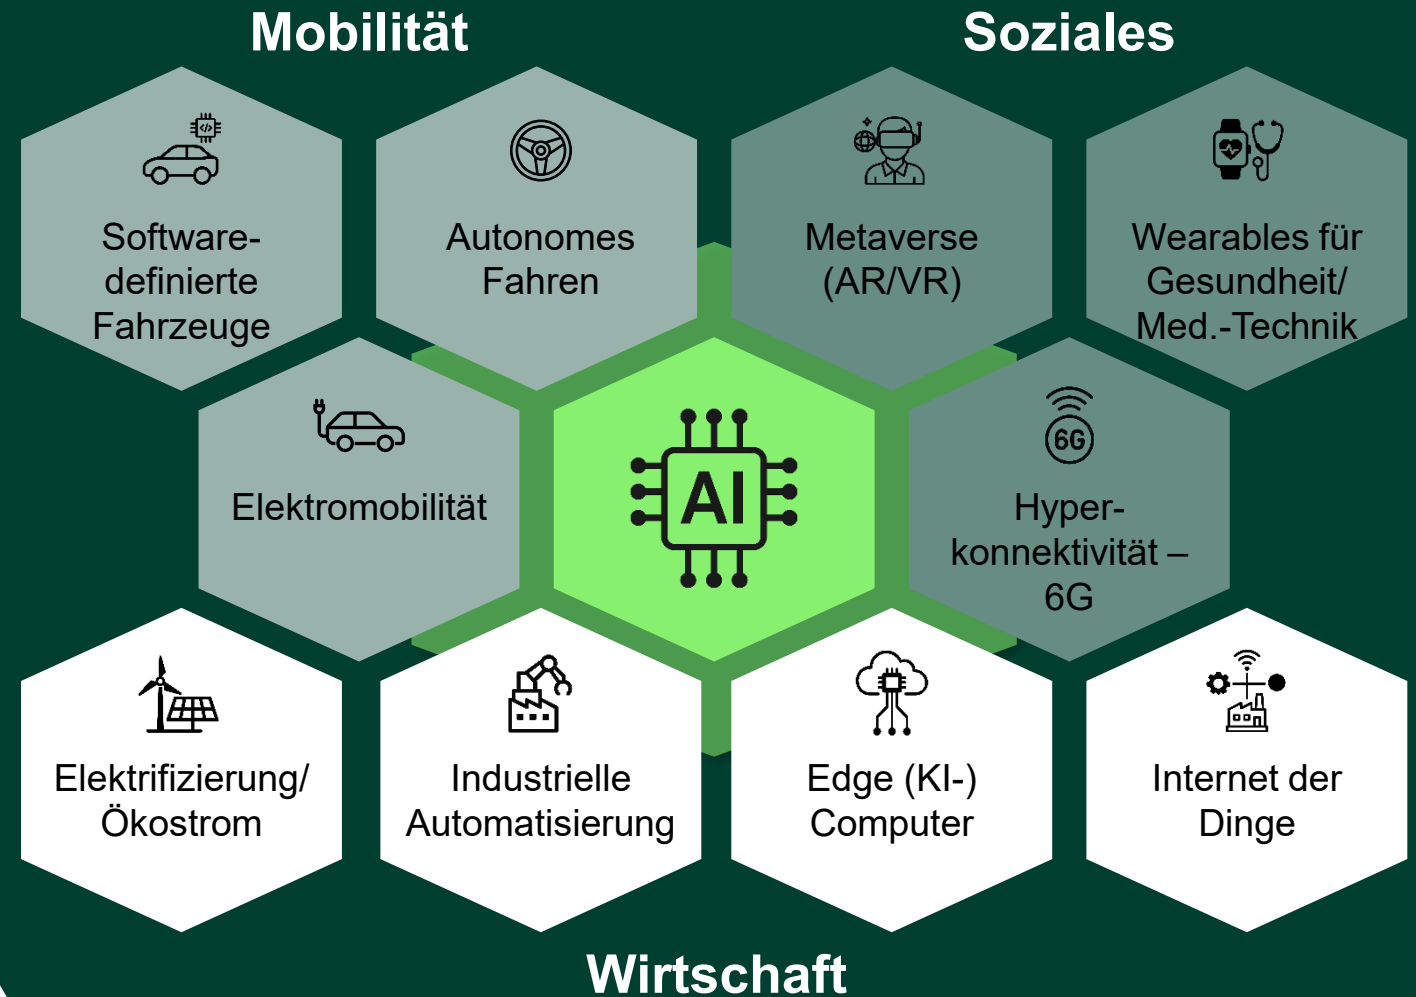 Mobilität
Soziales
Software-
definierte
Fahrzeuge
Autonomes
Fahren
Metaverse
(AR/VR)
Wearables für
Gesundheit/
Med.-Technik
Elektromobilität
AI
6G
Hyper-
konnektivität –
6G
Elektrifizierung/
Ökostrom
Industrielle
Automatisierung
Edge (KI-)
Computer
Internet der
Dinge
Wirtschaft